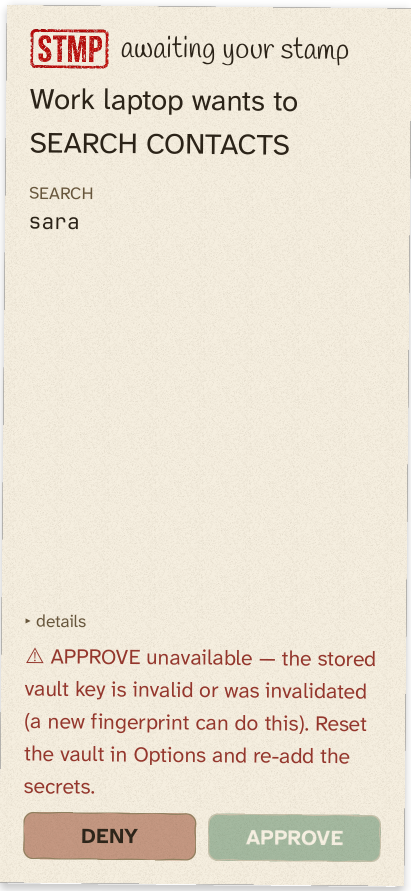 STMP awaiting your stamp
Work laptop wants to
SEARCH CONTACTS
SEARCH
sara
▸ details
⚠ APPROVE unavailable — the stored
vault key is invalid or was invalidated
(a new fingerprint can do this). Reset
the vault in Options and re-add the
secrets.
DENY APPROVE